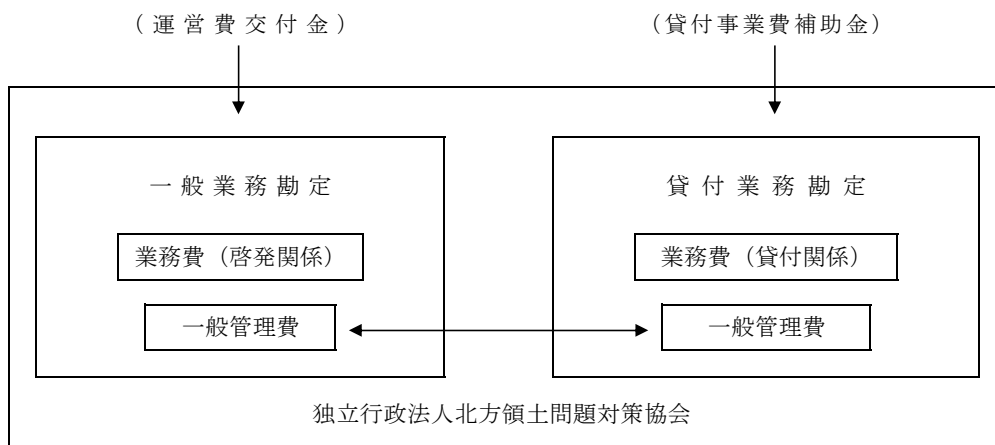 （運営費交付金）
（貸付事業費補助金）
一般業務勘定
貸付業務勘定
業務費（啓発関係）
業務費（貸付関係）
一般管理費
一般管理費
独立行政法人北方領土問題対策協会